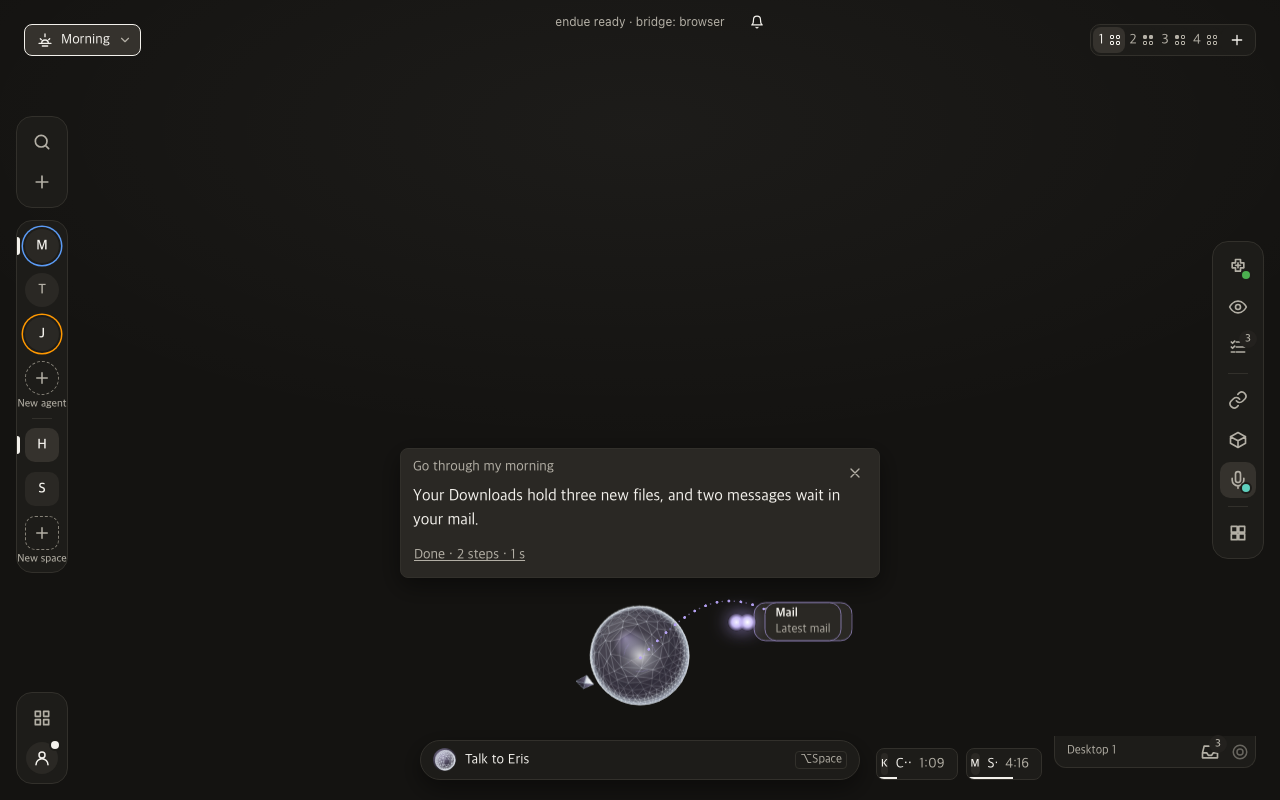 endue ready · bridge: browser
Morning
1 2 3 4
M
T
J
New agent
H
S
New space
3
Go through my morning
Your Downloads hold three new files, and two messages wait in
your mail.
Done · 2 steps · 1 s
Mail
Latest mail
Talk to Eris
⌥Space
K C·· 1:09
M S· 4:16
Desktop 1
3